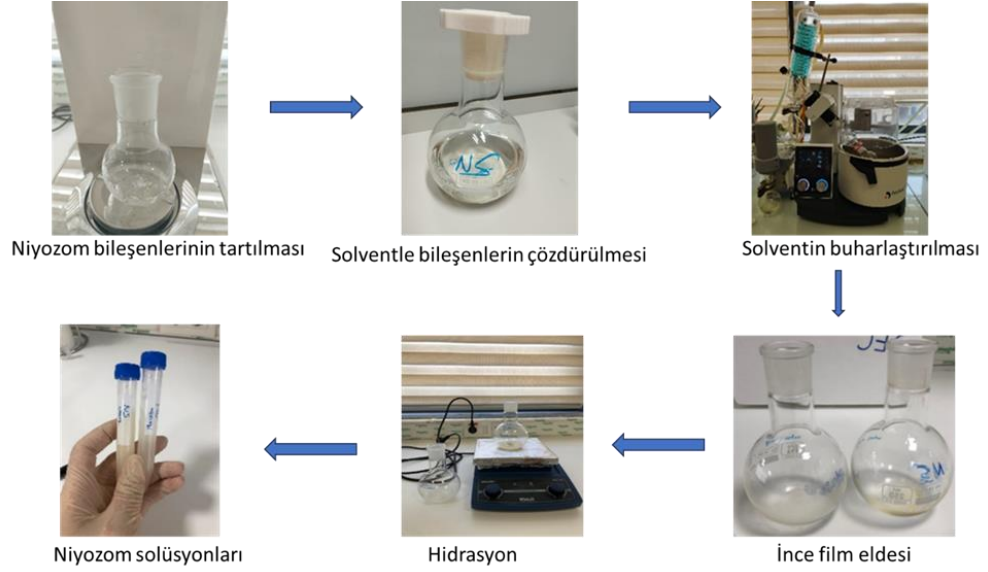 Niyozom bileşenlerinin tartılması
Solventle bileşenlerin çözdürülmesi
Solventin buharlaştırılması
Niyozom solüsyonları
Hidrasyon
İnce film eldesi